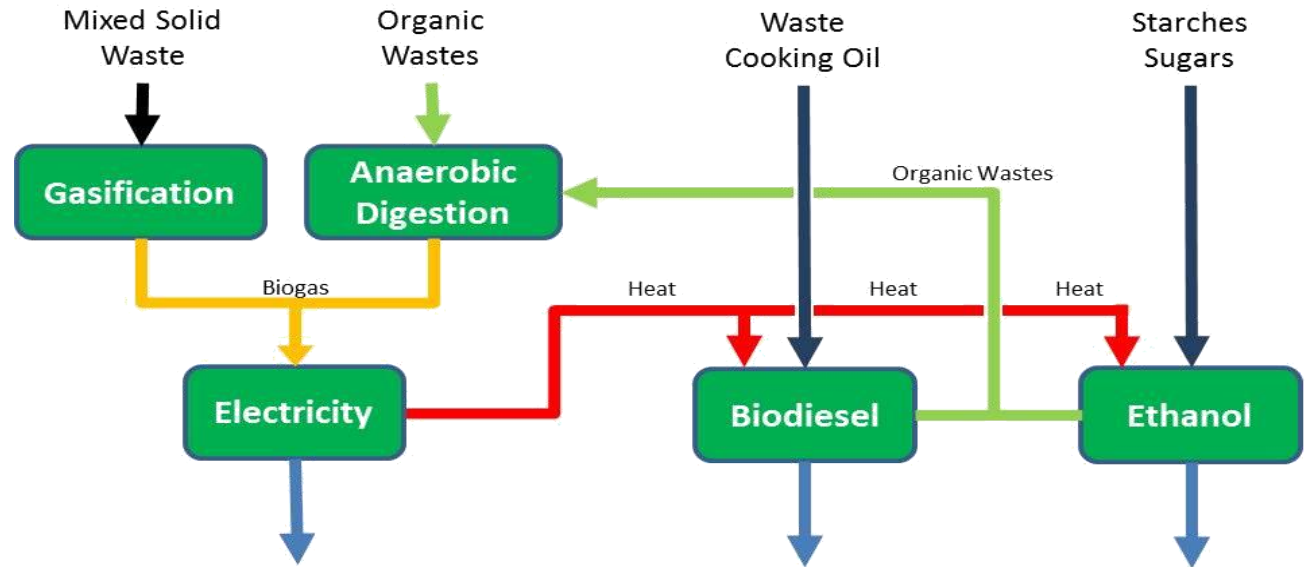 Mixed Solid
Waste
Organic
Wastes
Waste
Cooking Oil
Starches
Sugars
Gasification
Anaerobic
Digestion
Organic Wastes
Biogas
Heat
Heat
Heat
Electricity
Biodiesel
Ethanol